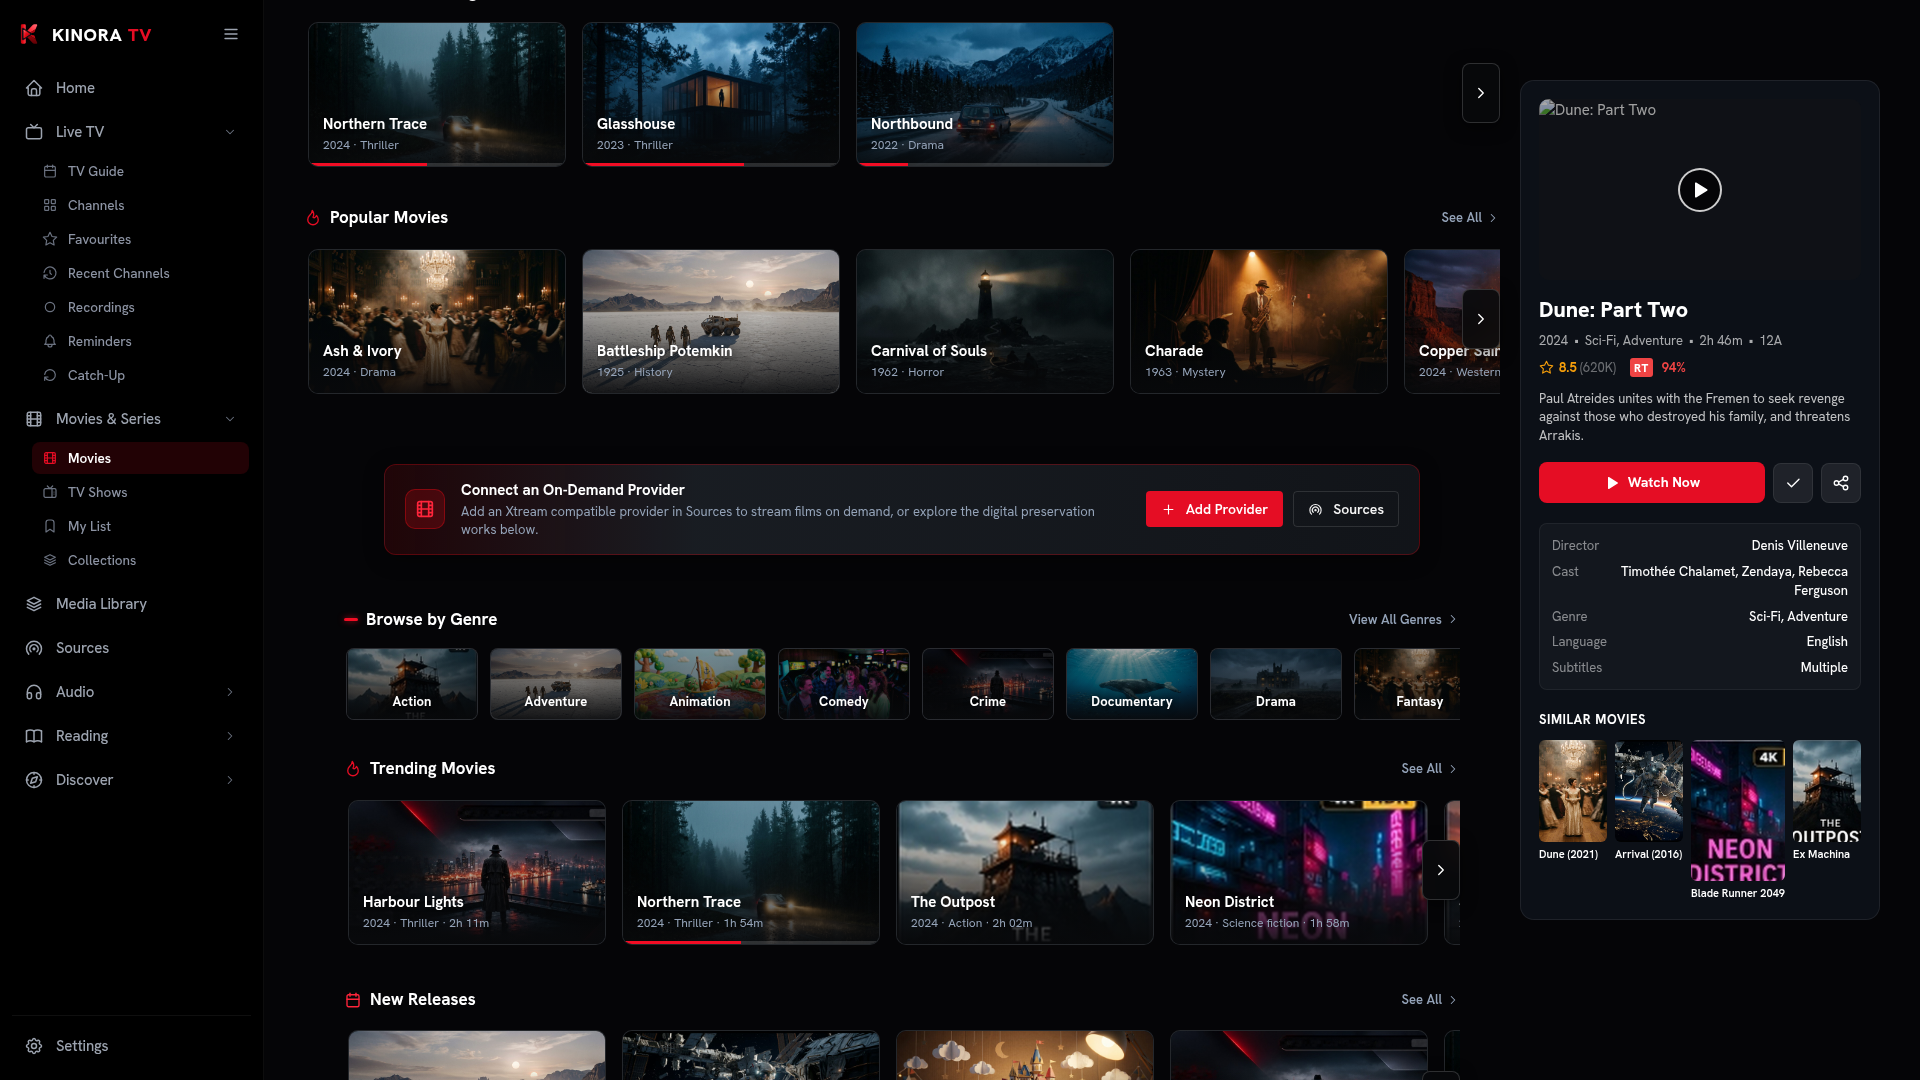 KINORA TV
Home
Live TV
TV Guide
Channels
Favourites
Recent Channels
Recordings
Reminders
Catch-Up
Movies & Series
Movies
TV Shows
My List
Collections
Media Library
Sources
Audio
Reading
Discover
Settings
Northern Trace
2024 · Thriller
Glasshouse
2023 · Thriller
Northbound
2022 · Drama
Popular Movies
See All
Ash & Ivory
2024 · Drama
Battleship Potemkin
1925 · History
Carnival of Souls
1962 · Horror
Charade
1963 · Mystery
Copper
2024 · Western
Connect an On-Demand Provider
Add an Xtream compatible provider in Sources to stream films on demand, or explore the digital preservation
works below.
Add Provider
Sources
Browse by Genre
View All Genres
Action
Adventure
Animation
Comedy
Crime
Documentary
Drama
Fantasy
Trending Movies
See All
Harbour Lights
2024 · Thriller · 2h 11m
Northern Trace
2024 · Thriller · 1h 54m
The Outpost
2024 · Action · 2h 02m
THE
Neon District
2024 · Science fiction · 1h 58m
NEON
New Releases
See All
Dune: Part Two
Dune: Part Two
2024 • Sci-Fi, Adventure • 2h 46m • 12A
8.5 (620K) RT 94%
Paul Atreides unites with the Fremen to seek revenge
against those who destroyed his family, and threatens
Arrakis.
Watch Now
Director Denis Villeneuve
Cast Timothée Chalamet, Zendaya, Rebecca
Ferguson
Genre Sci-Fi, Adventure
Language English
Subtitles Multiple
SIMILAR MOVIES
4K
NEON
DISTRICT
THE
OUTPOST
Dune (2021)
Arrival (2016)
Blade Runner 2049
Ex Machina